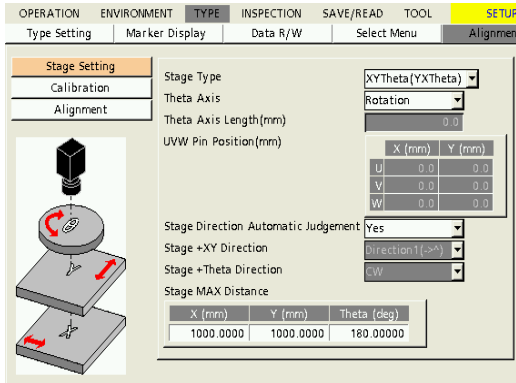 OPERATION ENVIRONMENT TYPE INSPECTION SAVE/READ TOOL SETUP
Type Setting Marker Display Data R/W Select Menu Alignmen
Stage Setting
Calibration
Alignment
Stage Type XYTheta(YXTheta)
Theta Axis Rotation
Theta Axis Length(mm) 0.0
UVW Pin Position(mm)
X (mm) Y (mm)
U 0.0 0.0
V 0.0 0.0
W 0.0 0.0
θ
Y
X
Stage Direction Automatic Judgement Yes
Stage +XY Direction Direction1(->^)
Stage +Theta Direction CW
Stage MAX Distance
X (mm) Y (mm) Theta (deg)
1000.0000 1000.0000 180.00000